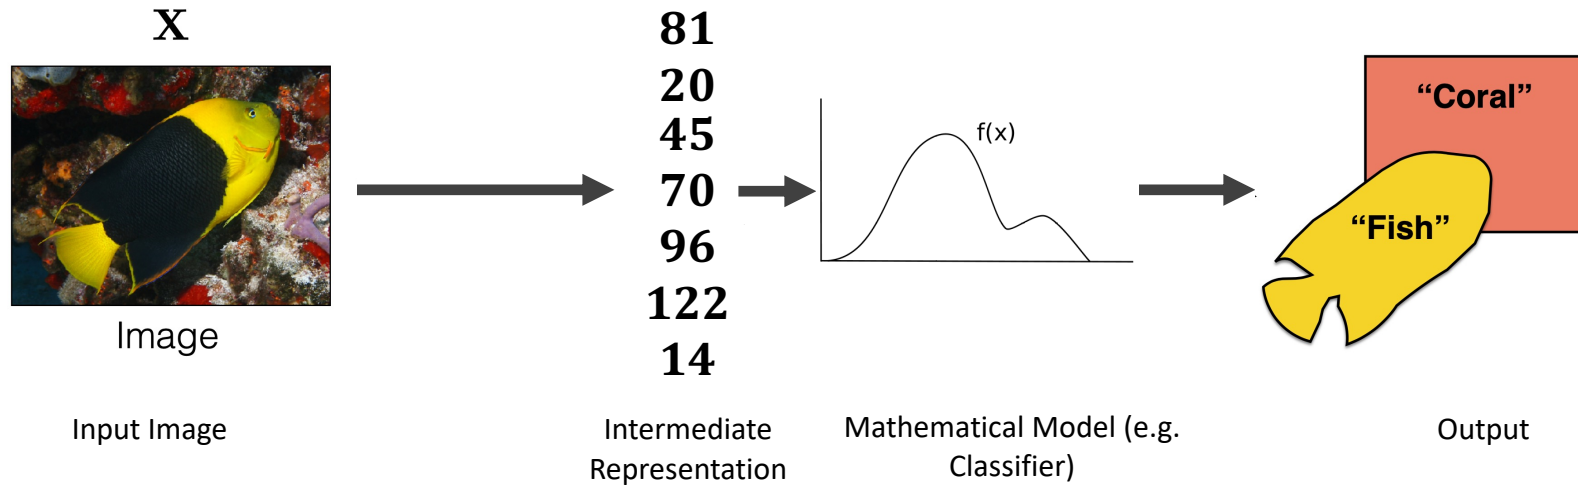 X
Image
Input Image
81
20
45
70
96
122
14
Intermediate
Representation
f(x)
Mathematical Model (e.g.
Classifier)
“Coral”
“Fish”
Output